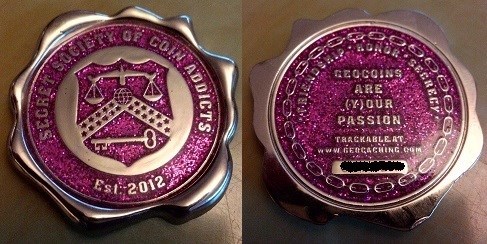 SECRET SOCIETY OF COIN ADDICTS
Est. 2012
FRIENDSHIP · HONOR · SECRECY
GEOCOINS
ARE
(Y)OUR
PASSION
TRACKABLE AT
WWW.GEOCACHING.COM